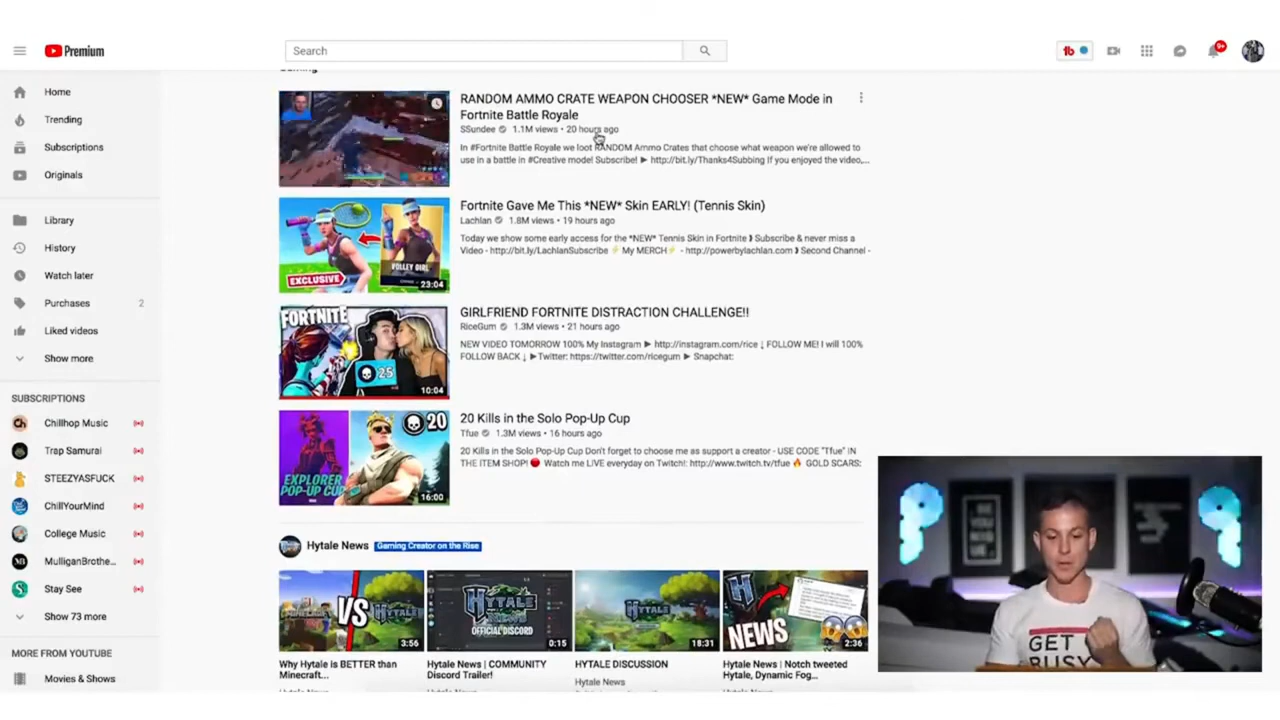 Premium
Search
9+
Home
Trending
Subscriptions
Originals
Library
History
Watch later
Purchases 2
Liked videos
Show more
SUBSCRIPTIONS
Chillhop Music
Trap Samurai
STEEZYASFUCK
ChillYourMind
College Music
MulliganBrothe...
Stay See
Show 73 more
MORE FROM YOUTUBE
Movies & Shows
RANDOM AMMO CRATE WEAPON CHOOSER *NEW* Game Mode in
Fortnite Battle Royale
SSundee 1.1M views • 20 hours ago
In #Fortnite Battle Royale we loot RANDOM Ammo Crates that choose what weapon we're allowed to
use in a battle in #Creative mode! Subscribe! ► http://bit.ly/Thanks4Subbing If you enjoyed the video,...
EXCLUSIVE
VOLLEY GIRL
23:04
Fortnite Gave Me This *NEW* Skin EARLY! (Tennis Skin)
Lachlan 1.8M views • 19 hours ago
Today we show some early access for the *NEW* Tennis Skin in Fortnite Subscribe & never miss a
Video - http://bit.ly/LachlanSubscribe My MERCH - http://powerbylachlan.com Second Channel -
FORTNITE
25
10:04
GIRLFRIEND FORTNITE DISTRACTION CHALLENGE!!
RiceGum 1.3M views • 21 hours ago
NEW VIDEO TOMORROW 100% My Instagram ► http://instagram.com/rice ↓ FOLLOW ME! I will 100%
FOLLOW BACK ↓ ►Twitter: https://twitter.com/ricegum ► Snapchat:
20
EXPLORER
POP-UP CUP
16:00
20 Kills in the Solo Pop-Up Cup
Tfue 1.3M views • 16 hours ago
20 Kills in the Solo Pop-Up Cup Don't forget to choose me as support a creator - USE CODE "Tfue" IN
THE ITEM SHOP! Watch me LIVE everyday on Twitch!: http://www.twitch.tv/tfue GOLD SCARS:
Hytale News Gaming Creator on the Rise
VS
3:56
HYTALE
NEWS
OFFICIAL DISCORD
0:15
HYTALE
18:31
NEWS
2:36
Why Hytale is BETTER than
Minecraft...
Hytale News | COMMUNITY
Discord Trailer!
HYTALE DISCUSSION
Hytale News
Hytale News | Notch tweeted
Hytale, Dynamic Fog...
GET
BUSY